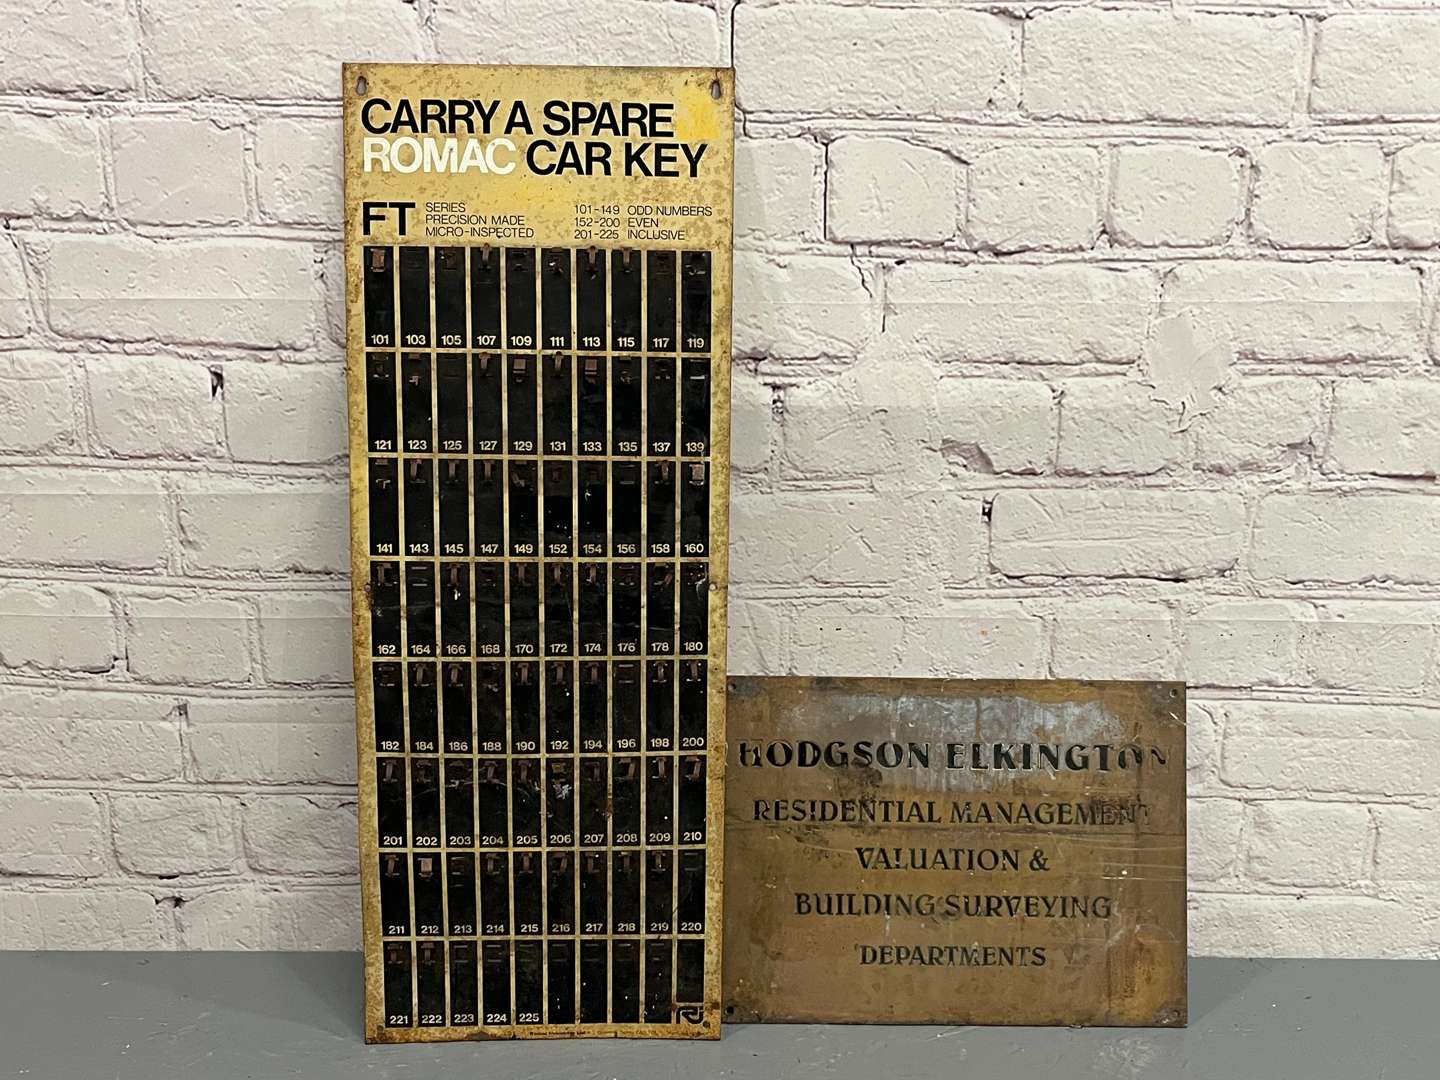 CARRY A SPARE
ROMAC CAR KEY
FT
SERIES
PRECISION MADE
MICRO-INSPECTED
101-149 ODD NUMBERS
152-200 EVEN
201-225 INCLUSIVE
101 103 105 107 109 111 113 115 117 119
121 123 125 127 129 131 133 135 137 139
141 143 145 147 149 152 154 156 158 160
162 164 166 168 170 172 174 176 178 180
182 184 186 188 190 192 194 196 198 200
201 202 203 204 205 206 207 208 209 210
211 212 213 214 215 216 217 218 219 220
221 222 223 224 225
HODGSON ELKINGTON
RESIDENTIAL MANAGEMENT
VALUATION &
BUILDING SURVEYING
DEPARTMENTS